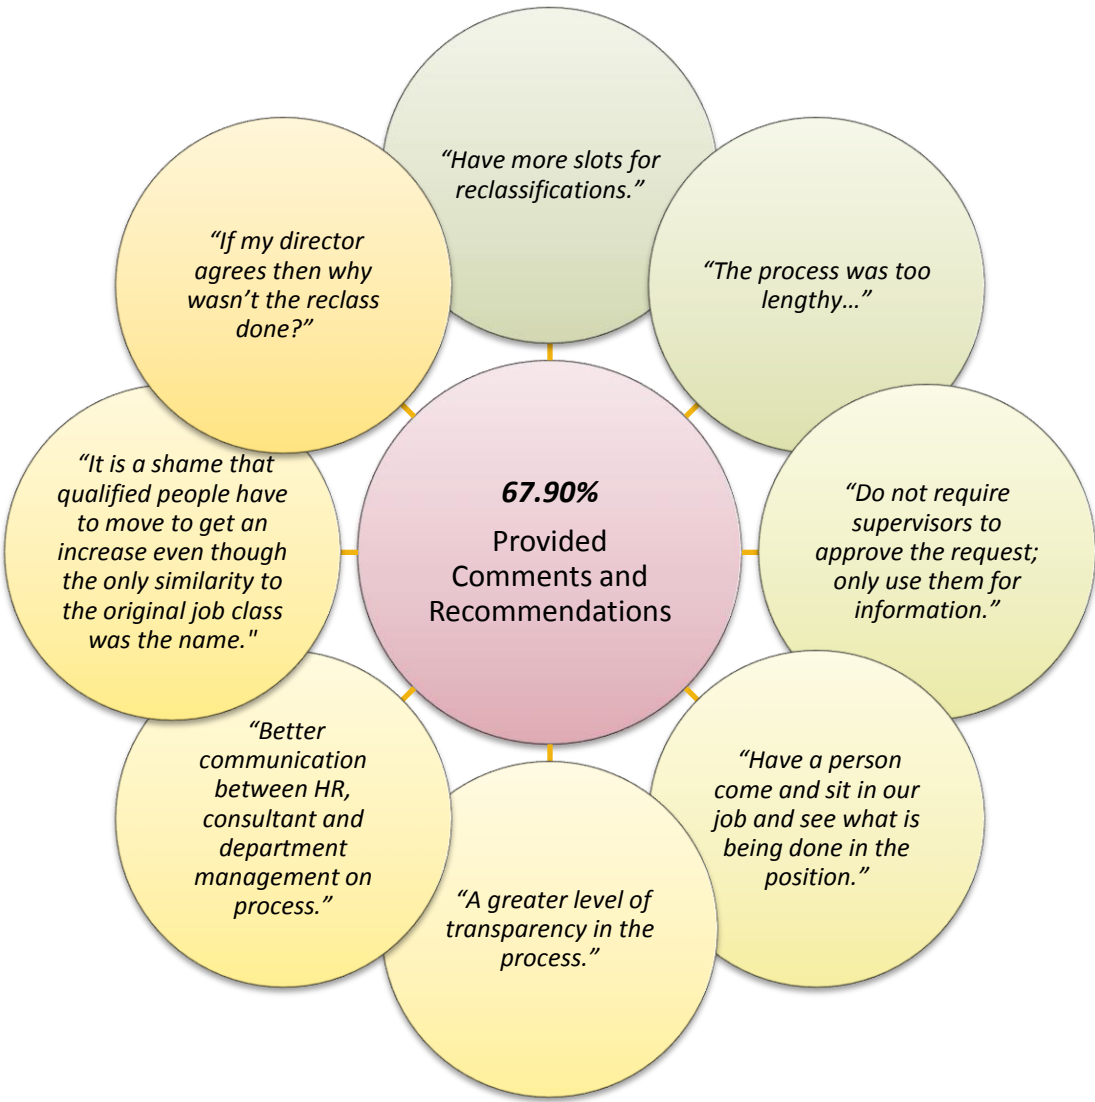 “Have more slots for
reclassifications.”
“The process was too
lengthy…”
“Do not require
supervisors to
approve the request;
only use them for
information.”
“Have a person
come and sit in our
job and see what is
being done in the
position.”
“A greater level of
transparency in the
process.”
“Better
communication
between HR,
consultant and
department
management on
process.”
“It is a shame that
qualified people have
to move to get an
increase even though
the only similarity to
the original job class
was the name."
“If my director
agrees then why
wasn’t the reclass
done?”
67.90%
Provided
Comments and
Recommendations